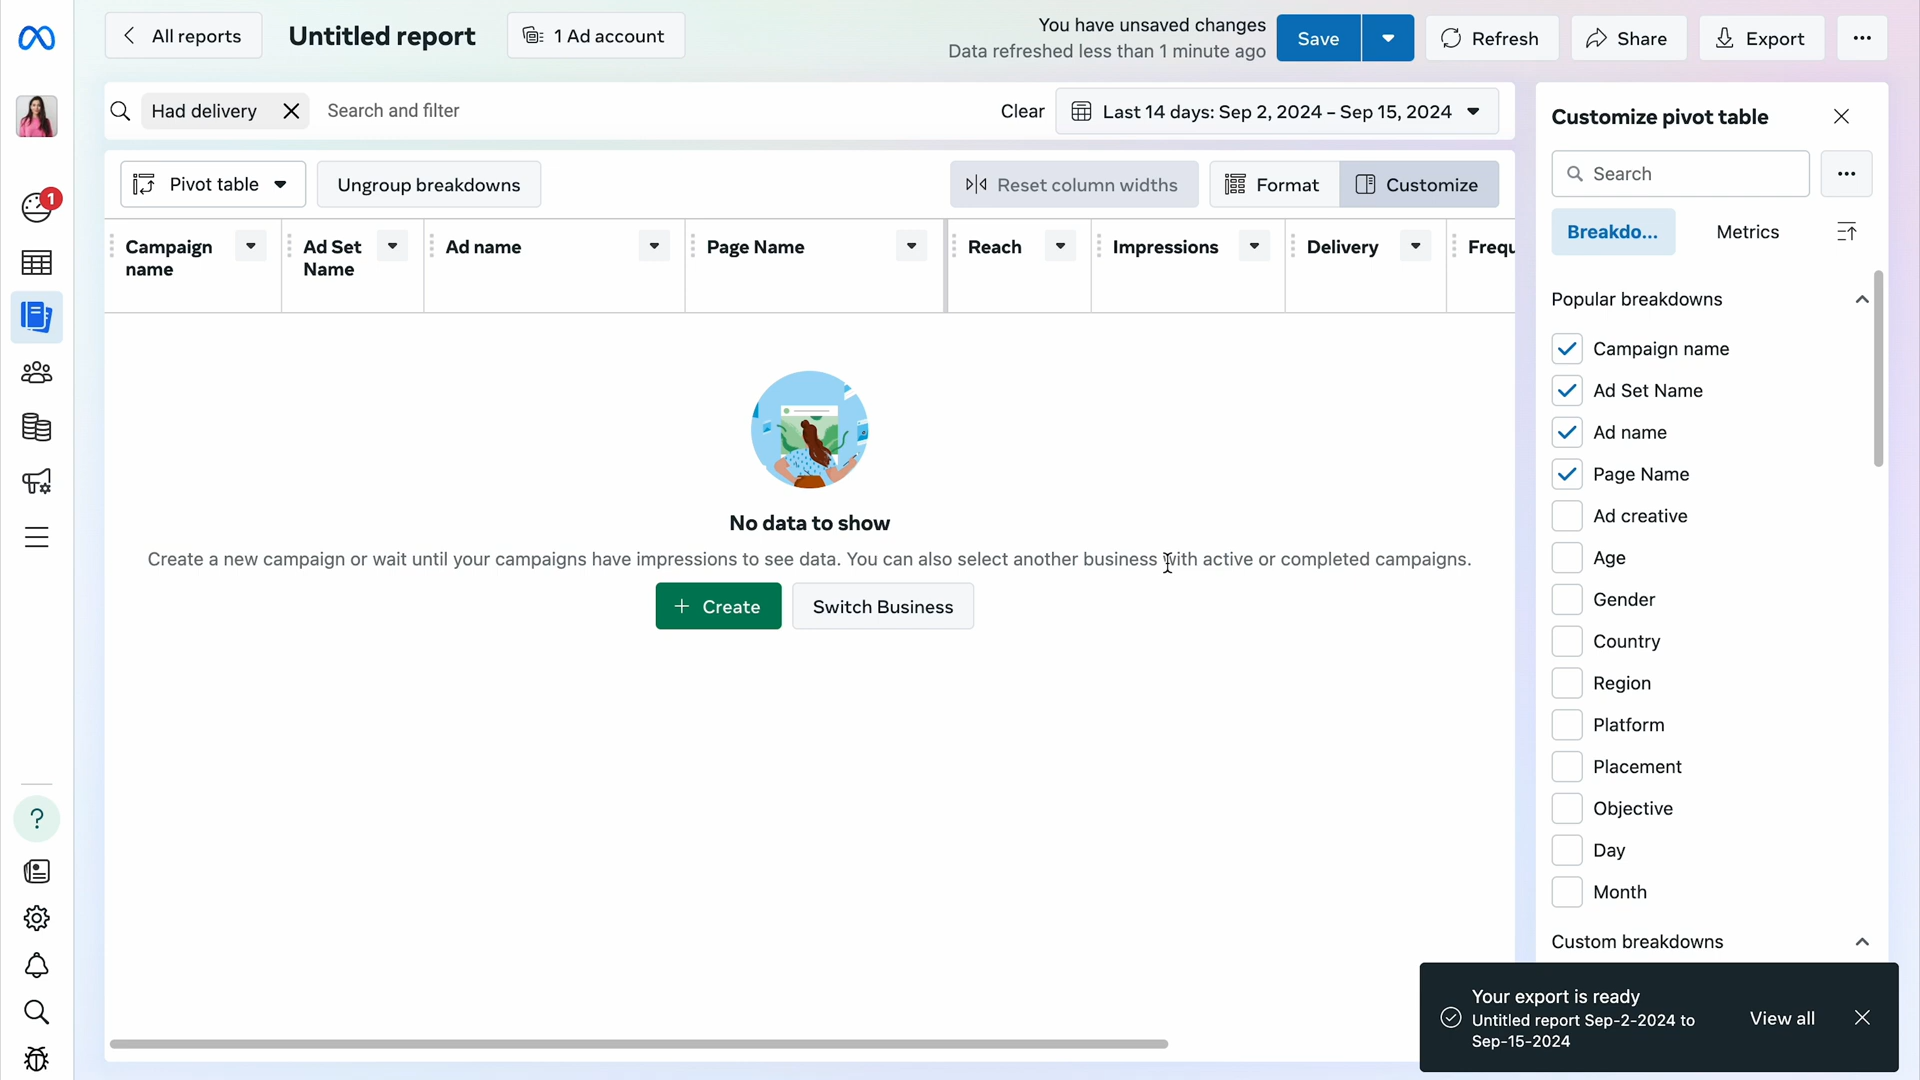 All reports
Untitled report
1 Ad account
You have unsaved changes
Data refreshed less than 1 minute ago
Save
Refresh
Share
Export
Had delivery
Search and filter
Clear
Last 14 days: Sep 2, 2024 – Sep 15, 2024
Pivot table
Ungroup breakdowns
Reset column widths
Format
Customize
Campaign
name
Ad Set
Name
Ad name
Page Name
Reach
Impressions
Delivery
Frequ
No data to show
Create a new campaign or wait until your campaigns have impressions to see data. You can also select another business with active or completed campaigns.
+ Create
Switch Business
Customize pivot table
Search
Breakdo...
Metrics
Popular breakdowns
Campaign name
Ad Set Name
Ad name
Page Name
Ad creative
Age
Gender
Country
Region
Platform
Placement
Objective
Day
Month
Custom breakdowns
1
?
Your export is ready
Untitled report Sep-2-2024 to
Sep-15-2024
View all